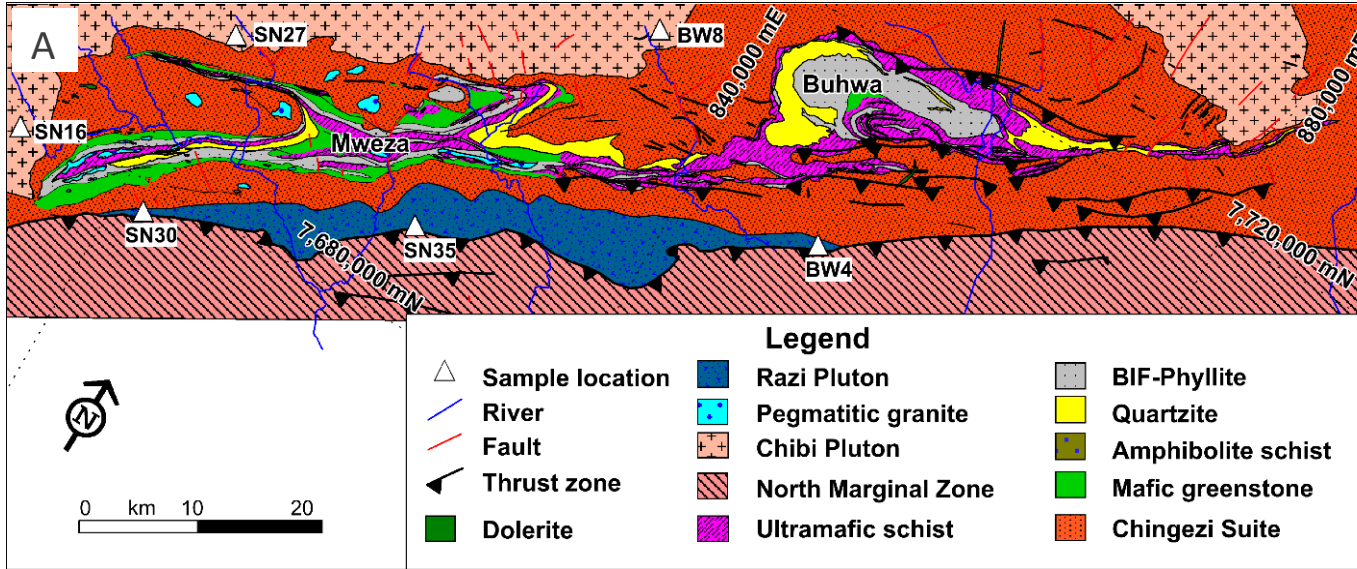 A
SN27
BW8
840,000 mE
Buhwa
880,000 mE
SN16
Mweza
SN30
SN35
7,680,000 mN
BW4
7,720,000 mN
N
0 km 10 20
Legend
Sample location
River
Fault
Thrust zone
Dolerite
Razi Pluton
Pegmatitic granite
Chibi Pluton
North Marginal Zone
Ultramafic schist
BIF-Phyllite
Quartzite
Amphibolite schist
Mafic greenstone
Chingezi Suite